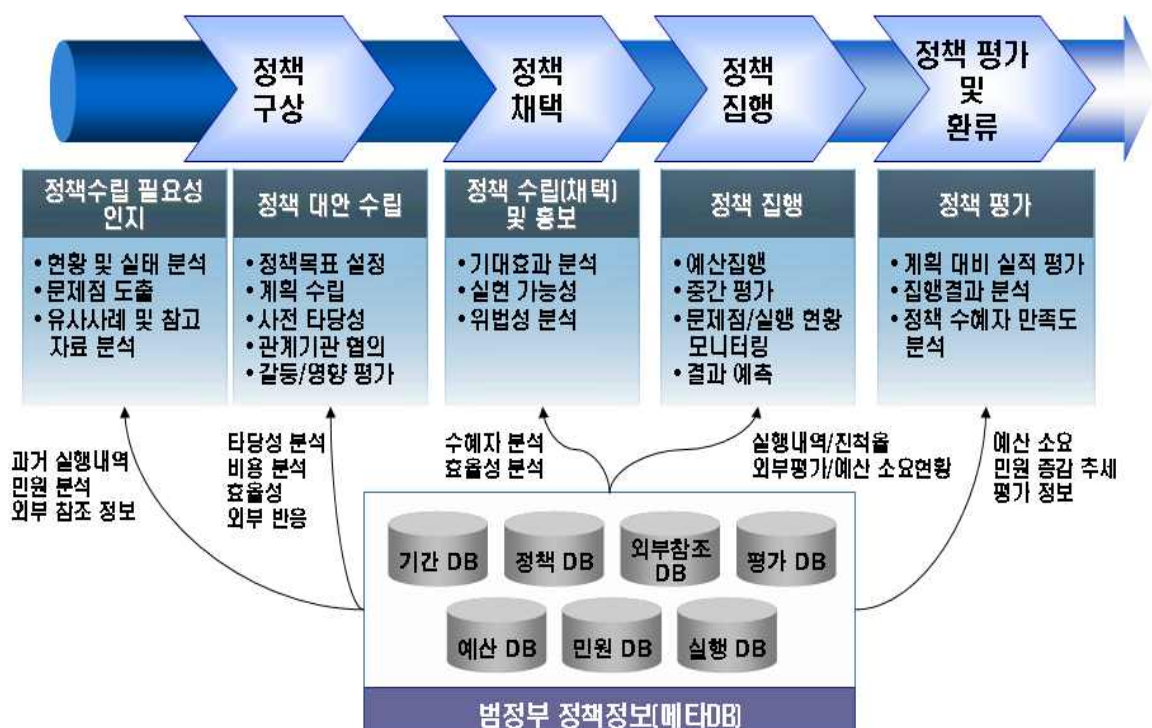 정책
구상
정책
채택
정책
집행
정책 평가
및
환류
정책수립 필요성
인지
• 현황 및 실태 분석
• 문제점 도출
• 유사사례 및 참고
자료 분석
정책 대안 수립
• 정책목표 설정
• 계획 수립
• 사전 타당성
• 관계기관 협의
• 갈등/영향 평가
정책 수립(채택)
및 홍보
• 기대효과 분석
• 실현 가능성
• 위법성 분석
정책 집행
• 예산집행
• 중간 평가
• 문제점/실행 현황
모니터링
• 결과 예측
정책 평가
• 계획 대비 실적 평가
• 집행결과 분석
• 정책 수혜자 만족도
분석
과거 실행내역
민원 분석
외부 참조 정보
타당성 분석
비용 분석
효율성
외부 반응
수혜자 분석
효율성 분석
실행내역/진척율
외부평가/예산 소요현황
예산 소요
민원 증감 추세
평가 정보
기간 DB
정책 DB
외부참조
DB
평가 DB
예산 DB
민원 DB
실행 DB
범정부 정책정보(메타DB)